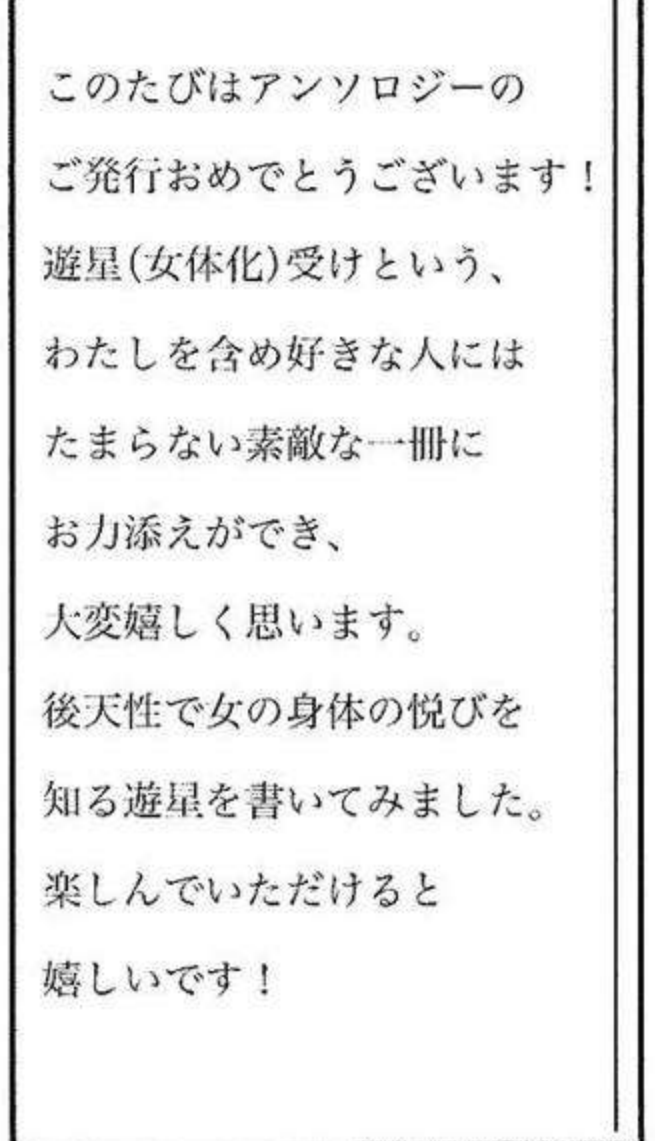 このたびはアンソロジーの
ご発行おめでとうございます！
遊星(女体化)受けという、
わたしを含め好きな人には
たまらない素敵な一冊に
お力添えができ、
大変嬉しく思います。
後天性で女の身体の悦びを
知る遊星を書いてみました。
楽しんでいただけると
嬉しいです！